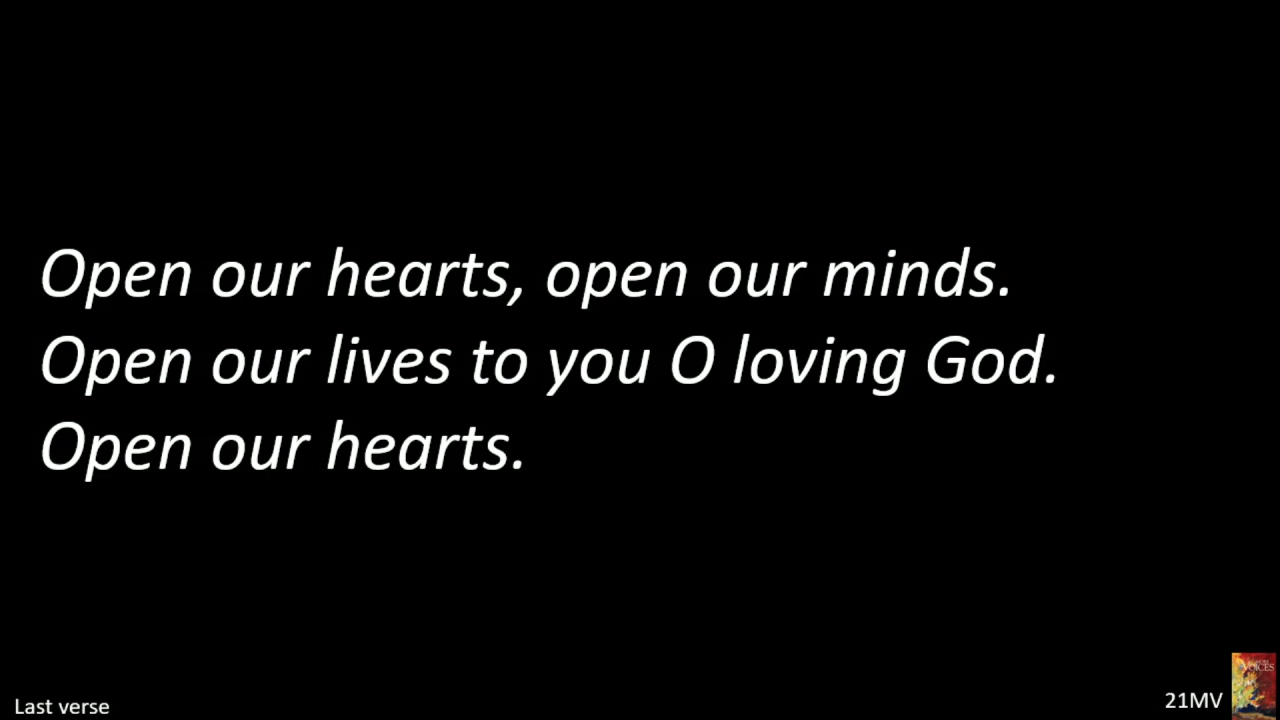 Open our hearts, open our minds.
Open our lives to you O loving God.
Open our hearts.
Last verse
21MV
VOICES